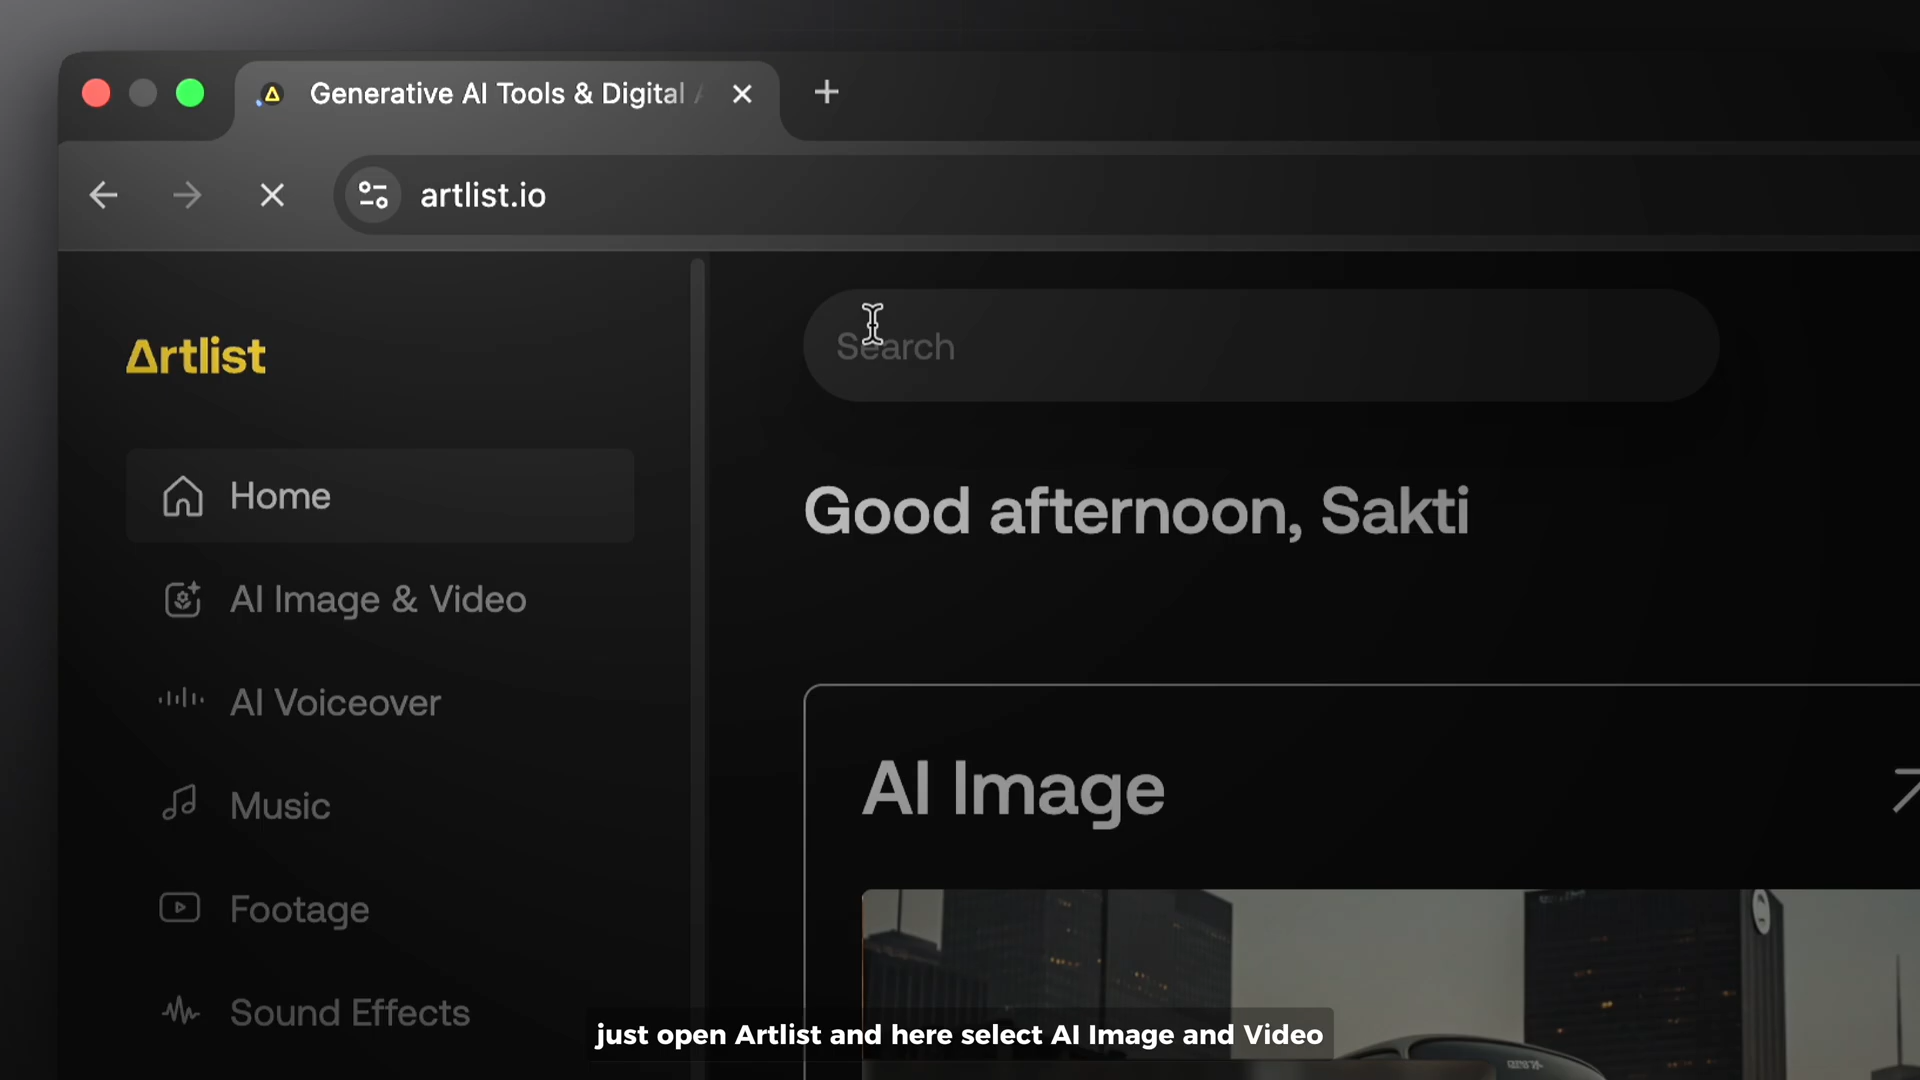 Generative AI Tools & Digital
artlist.io
Artlist
Search
Good afternoon, Sakti
Home
AI Image & Video
AI Voiceover
Music
Footage
Sound Effects
AI Image
just open Artlist and here select AI Image and Video